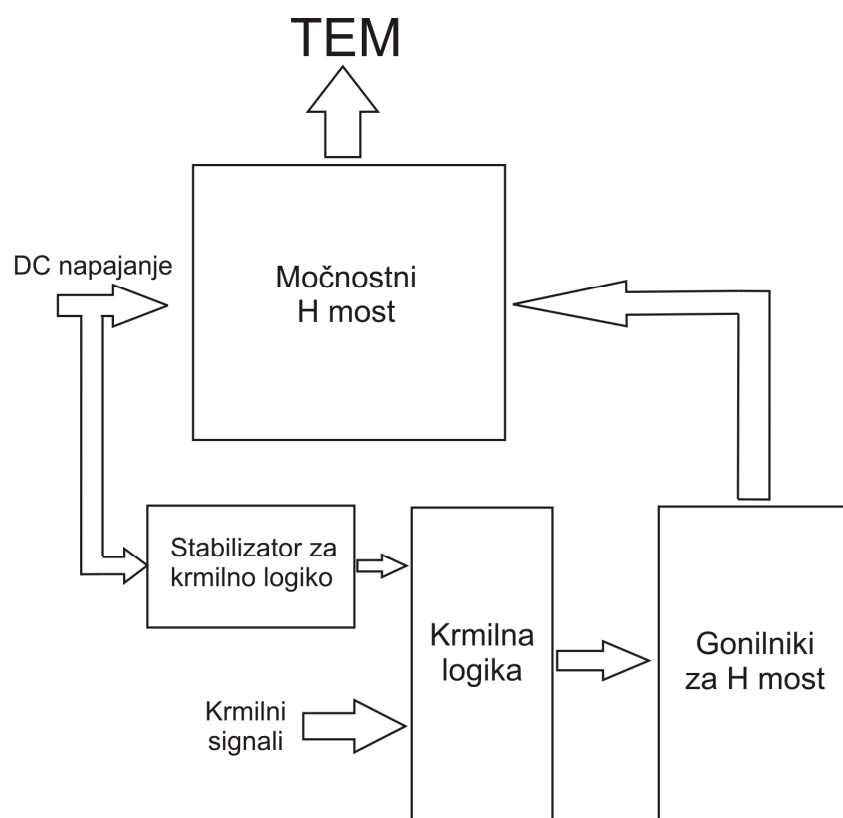 TEM
DC napajanje
Močnostni
H most
Stabilizator za
krmilno logiko
Krmilna
logika
Gonilniki
za H most
Krmilni
signali